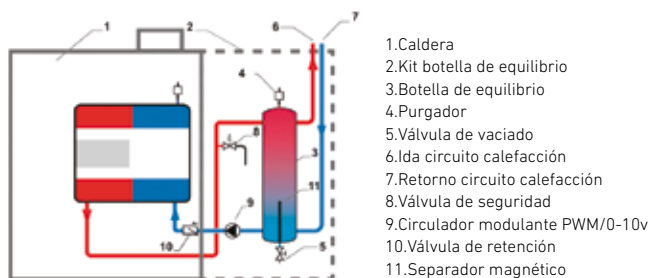 1
2
6
7
4
8
3
11
9
10
5
1.Caldera
2.Kit botella de equilibrio
3.Botella de equilibrio
4.Purgador
5.Válvula de vaciado
6.Ida circuito calefacción
7.Retorno circuito calefacción
8.Válvula de seguridad
9.Circulador modulante PWM/0-10v
10.Válvula de retención
11.Separador magnético